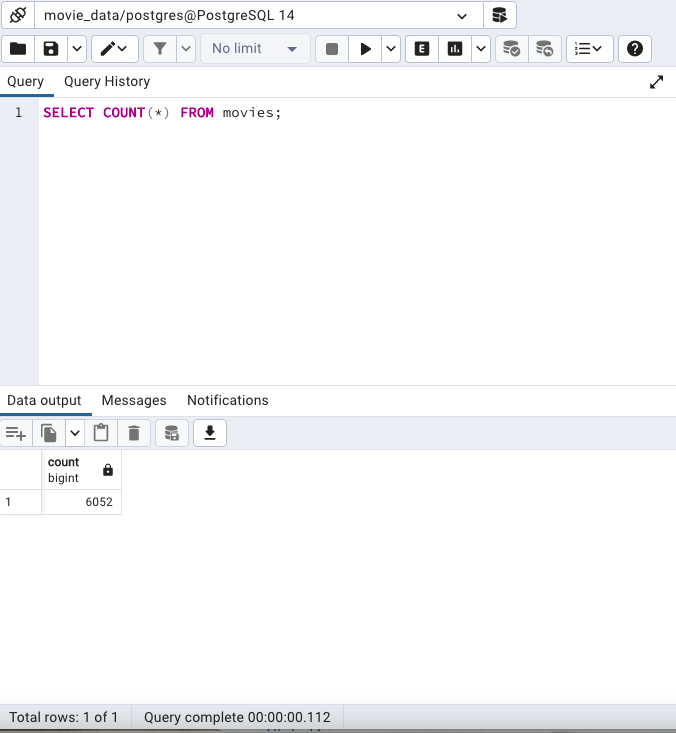 movie_data/postgres@PostgreSQL 14
No limit
E
Query Query History
1 SELECT COUNT(*) FROM movies;
Data output Messages Notifications
count
bigint
1 6052
Total rows: 1 of 1 Query complete 00:00:00.112